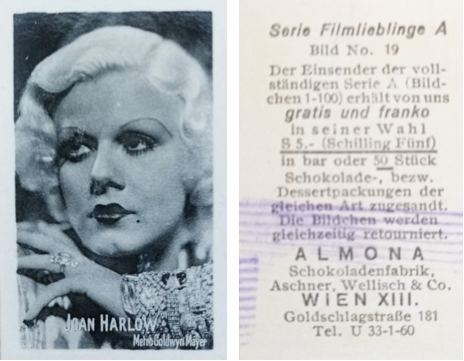 JOAN HARLOW
Metro Goldwyn Mayer
Serie Filmlieblinge A
Bild No. 19
Der Einsender der voll-
ständigen Serie A (Bild-
chen 1-100) erhält von uns
gratis und franko
in seiner Wahl
S 5,- (Schilling Fünf)
in bar oder 50 Stück
Schokolade-, bezw.
Dessertpackungen der
gleichen Art zugesandt.
Die Bildchen werden
gleichzeitig retourniert.
ALMONA
Schokoladenfabrik,
Aschner, Wellisch & Co.
WIEN XIII.
Goldschlagstraße 181
Tel. U 33-1-60